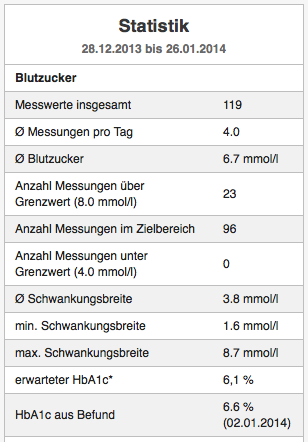 Statistik
28.12.2013 bis 26.01.2014
Blutzucker
Messwerte insgesamt 119
Ø Messungen pro Tag 4.0
Ø Blutzucker 6.7 mmol/l
Anzahl Messungen über
Grenzwert (8.0 mmol/l) 23
Anzahl Messungen im Zielbereich 96
Anzahl Messungen unter
Grenzwert (4.0 mmol/l) 0
Ø Schwankungsbreite 3.8 mmol/l
min. Schwankungsbreite 1.6 mmol/l
max. Schwankungsbreite 8.7 mmol/l
erwarteter HbA1c* 6,1 %
HbA1c aus Befund 6.6 %
(02.01.2014)